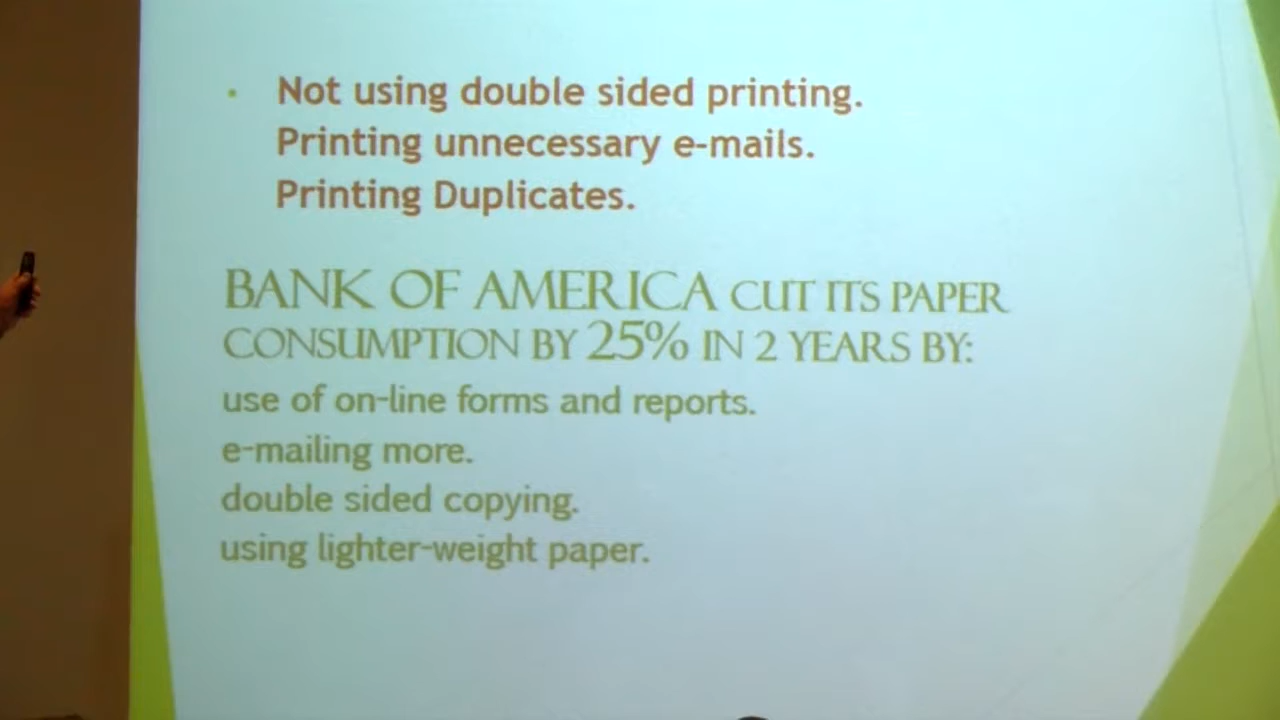 • Not using double sided printing.
Printing unnecessary e-mails.
Printing Duplicates.
BANK OF AMERICA CUT ITS PAPER
CONSUMPTION BY 25% IN 2 YEARS BY:
use of on-line forms and reports.
e-mailing more.
double sided copying.
using lighter-weight paper.